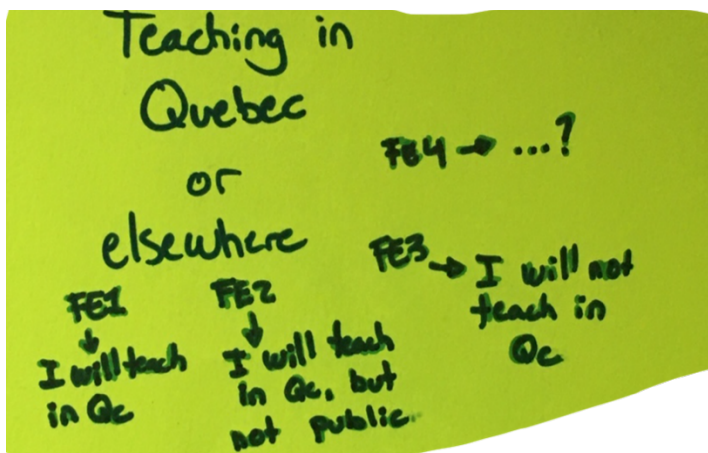 Teaching in
Quebec
or
elsewhere
FE1
↓
I will teach
in Qc
FE2
↓
I will teach
in Qc, but
not public
FE3 → I will not
teach in
Qc
FE4 → ...?